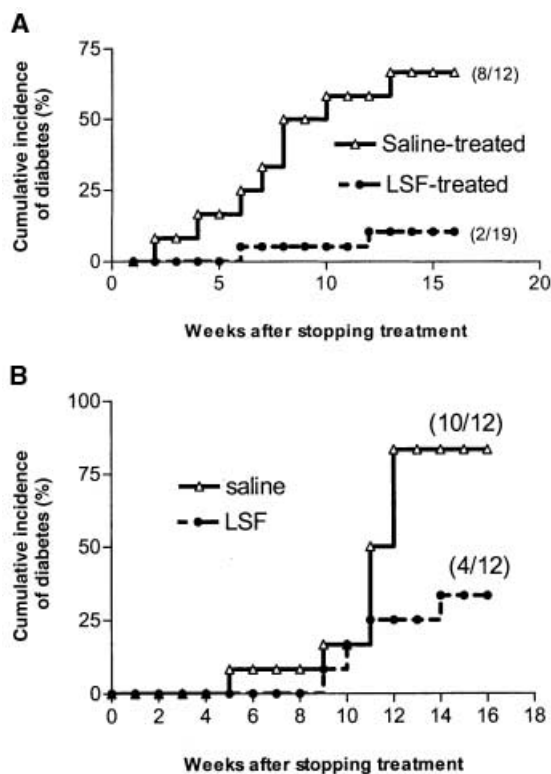 A
Cumulative incidence
of diabetes (%)
75
50
25
0
(8/12)
Saline-treated
LSF-treated
(2/19)
0 5 10 15 20
Weeks after stopping treatment
B
Cumulative incidence
of diabetes (%)
100
75
50
25
0
(10/12)
saline
LSF
(4/12)
0 2 4 6 8 10 12 14 16 18
Weeks after stopping treatment